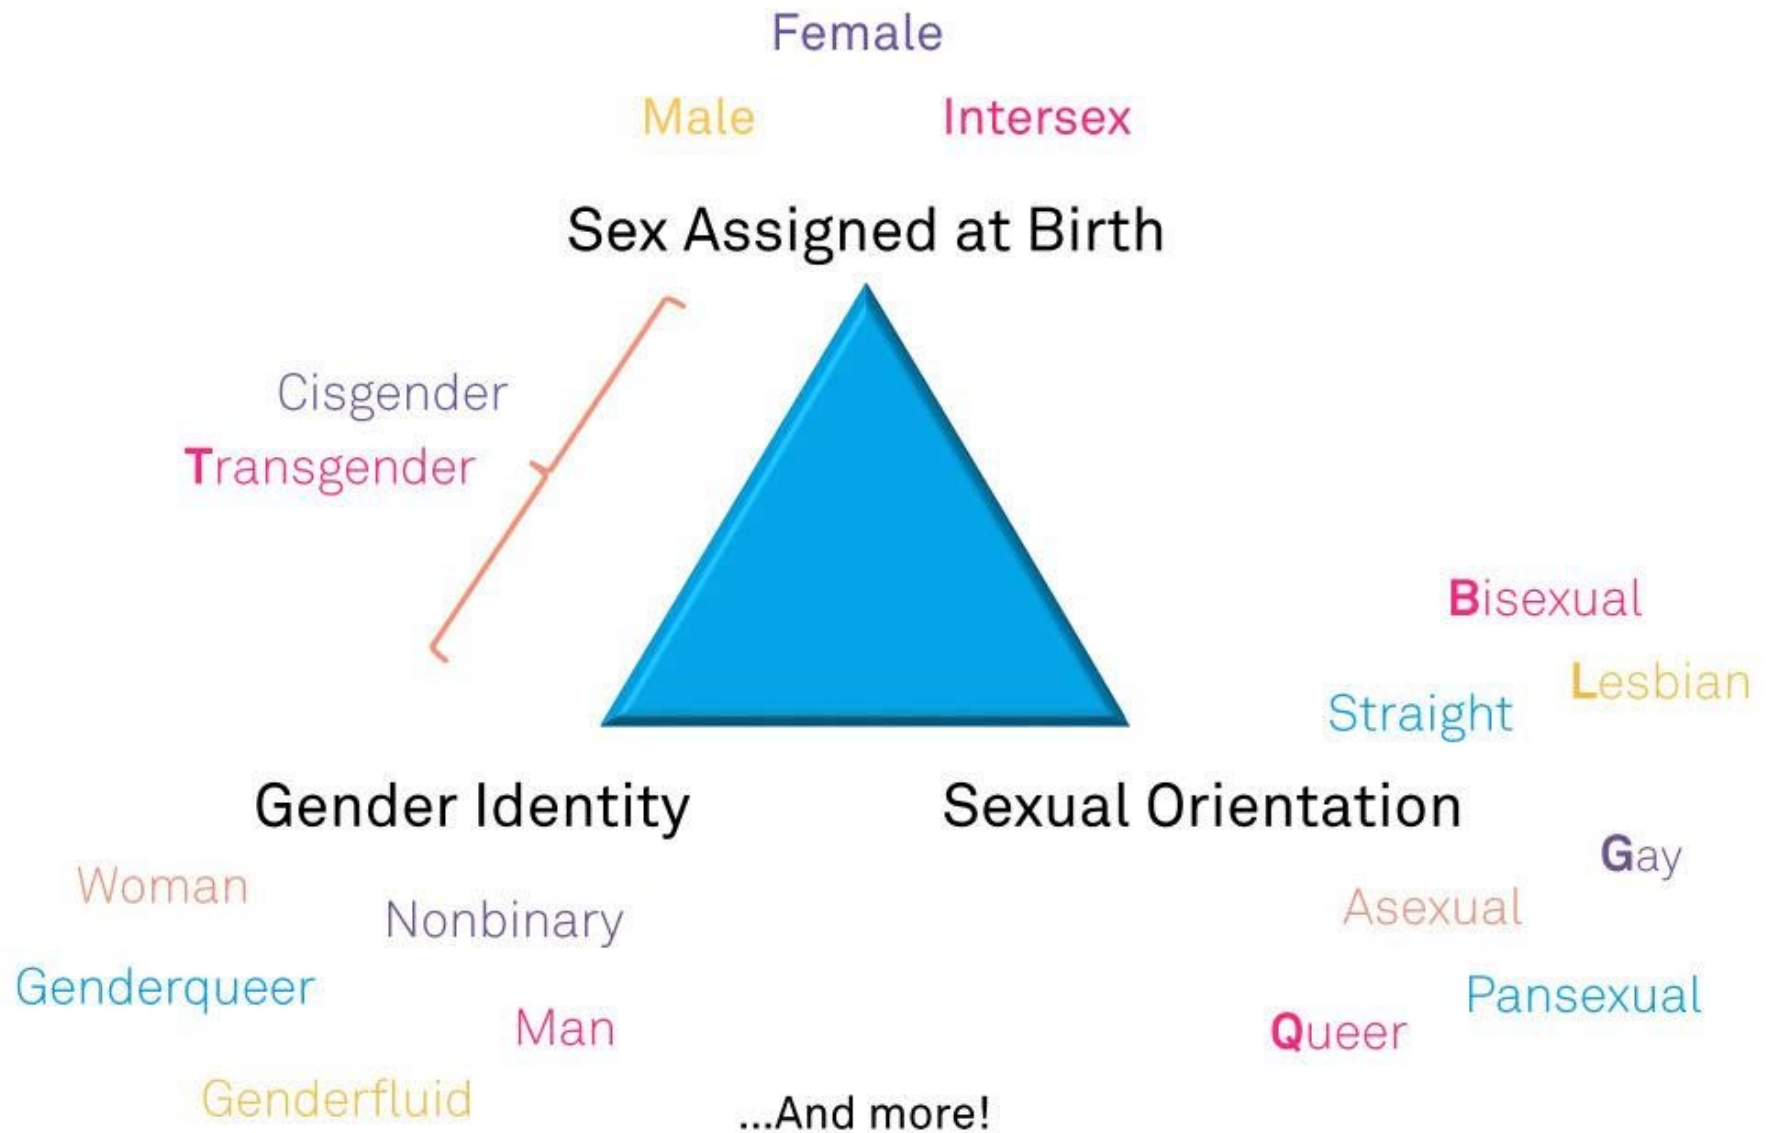 Female
Male
Intersex
Sex Assigned at Birth
Cisgender
Transgender
Bisexual
Lesbian
Straight
Gender Identity
Sexual Orientation
Woman
Nonbinary
Genderqueer
Man
Genderfluid
Gay
Asexual
Pansexual
Queer
...And more!